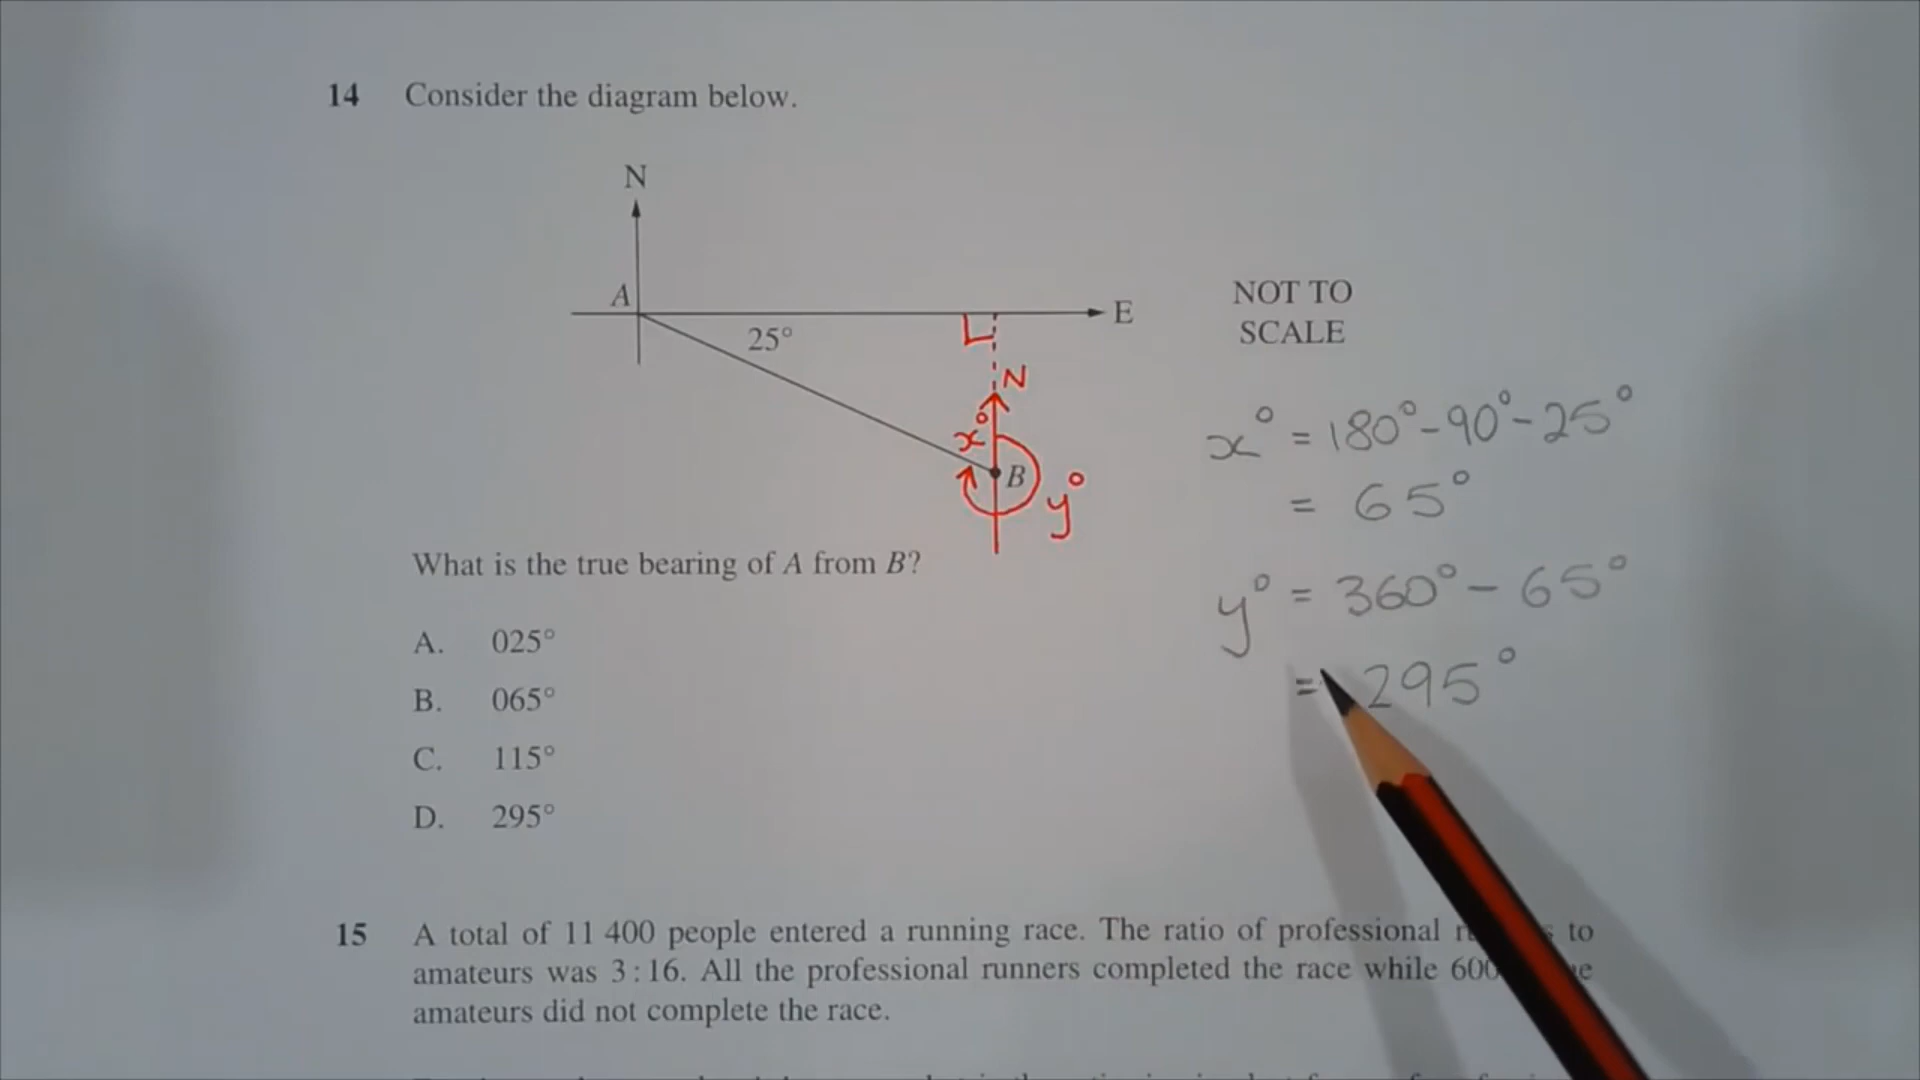 14 Consider the diagram below.
N
A
E
25°
NOT TO
SCALE
N
x°
B
y°
x° = 180° - 90° - 25°
= 65°
What is the true bearing of A from B?
y° = 360° - 65°
= 295°
A. 025°
B. 065°
C. 115°
D. 295°
15 A total of 11 400 people entered a running race. The ratio of professional to
amateurs was 3 : 16. All the professional runners completed the race while
amateurs did not complete the race.